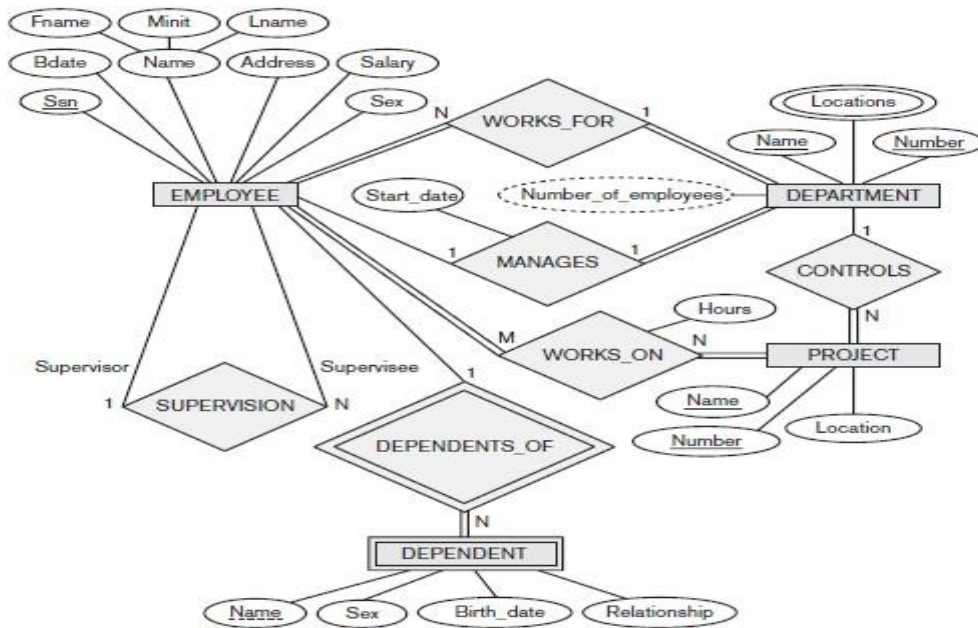 Fname Minit Lname
Bdate Name Address Salary
Ssn Sex
N WORKS_FOR 1
Locations
Name Number
EMPLOYEE Start_date Number_of_employees DEPARTMENT
1 MANAGES 1
1
CONTROLS
N
Hours
M WORKS_ON N PROJECT
Supervisor Supervisee
1 SUPERVISION N
1
Name
Number Location
DEPENDENTS_OF
N
DEPENDENT
Name Sex Birth_date Relationship